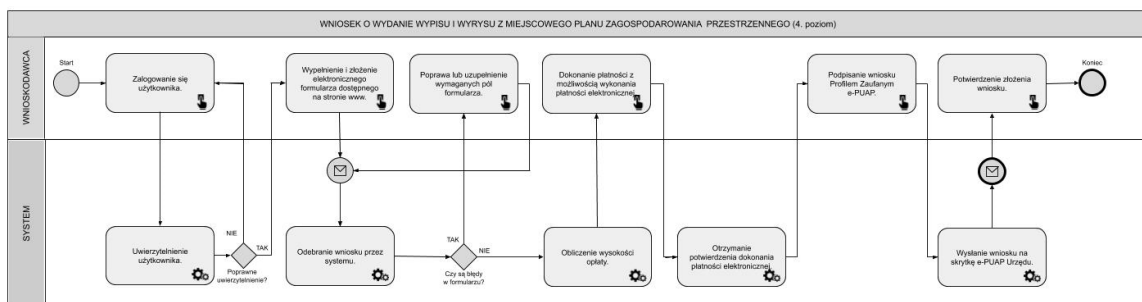 WNIOSEK O WYDANIE WYPISU I WYRYSU Z MIEJSCOWEGO PLANU ZAGOSPODAROWANIA PRZESTRZENNEGO (4. poziom)
WNIOSKODAWCA
Start
Zalogowanie się
użytkownika.
Wypełnienie i złożenie
elektronicznego
formularza dostępnego
na stronie www.
Poprawa lub uzupełnienie
wymaganych pól
formularza.
Dokonanie płatności z
możliwością wykonania
płatności elektronicznej.
Podpisanie wniosku
Profilem Zaufanym
e-PUAP.
Potwierdzenie złożenia
wniosku.
Koniec
SYSTEM
Uwierzytelnienie
użytkownika.
NIE
TAK
Poprawne
uwierzytelnienie?
Odebranie wniosku przez
systemu.
TAK
NIE
Czy są błędy
w formularzu?
Obliczenie wysokości
opłaty.
Otrzymanie
potwierdzenia dokonania
płatności elektronicznej.
Wysłanie wniosku na
skrytkę e-PUAP Urzędu.